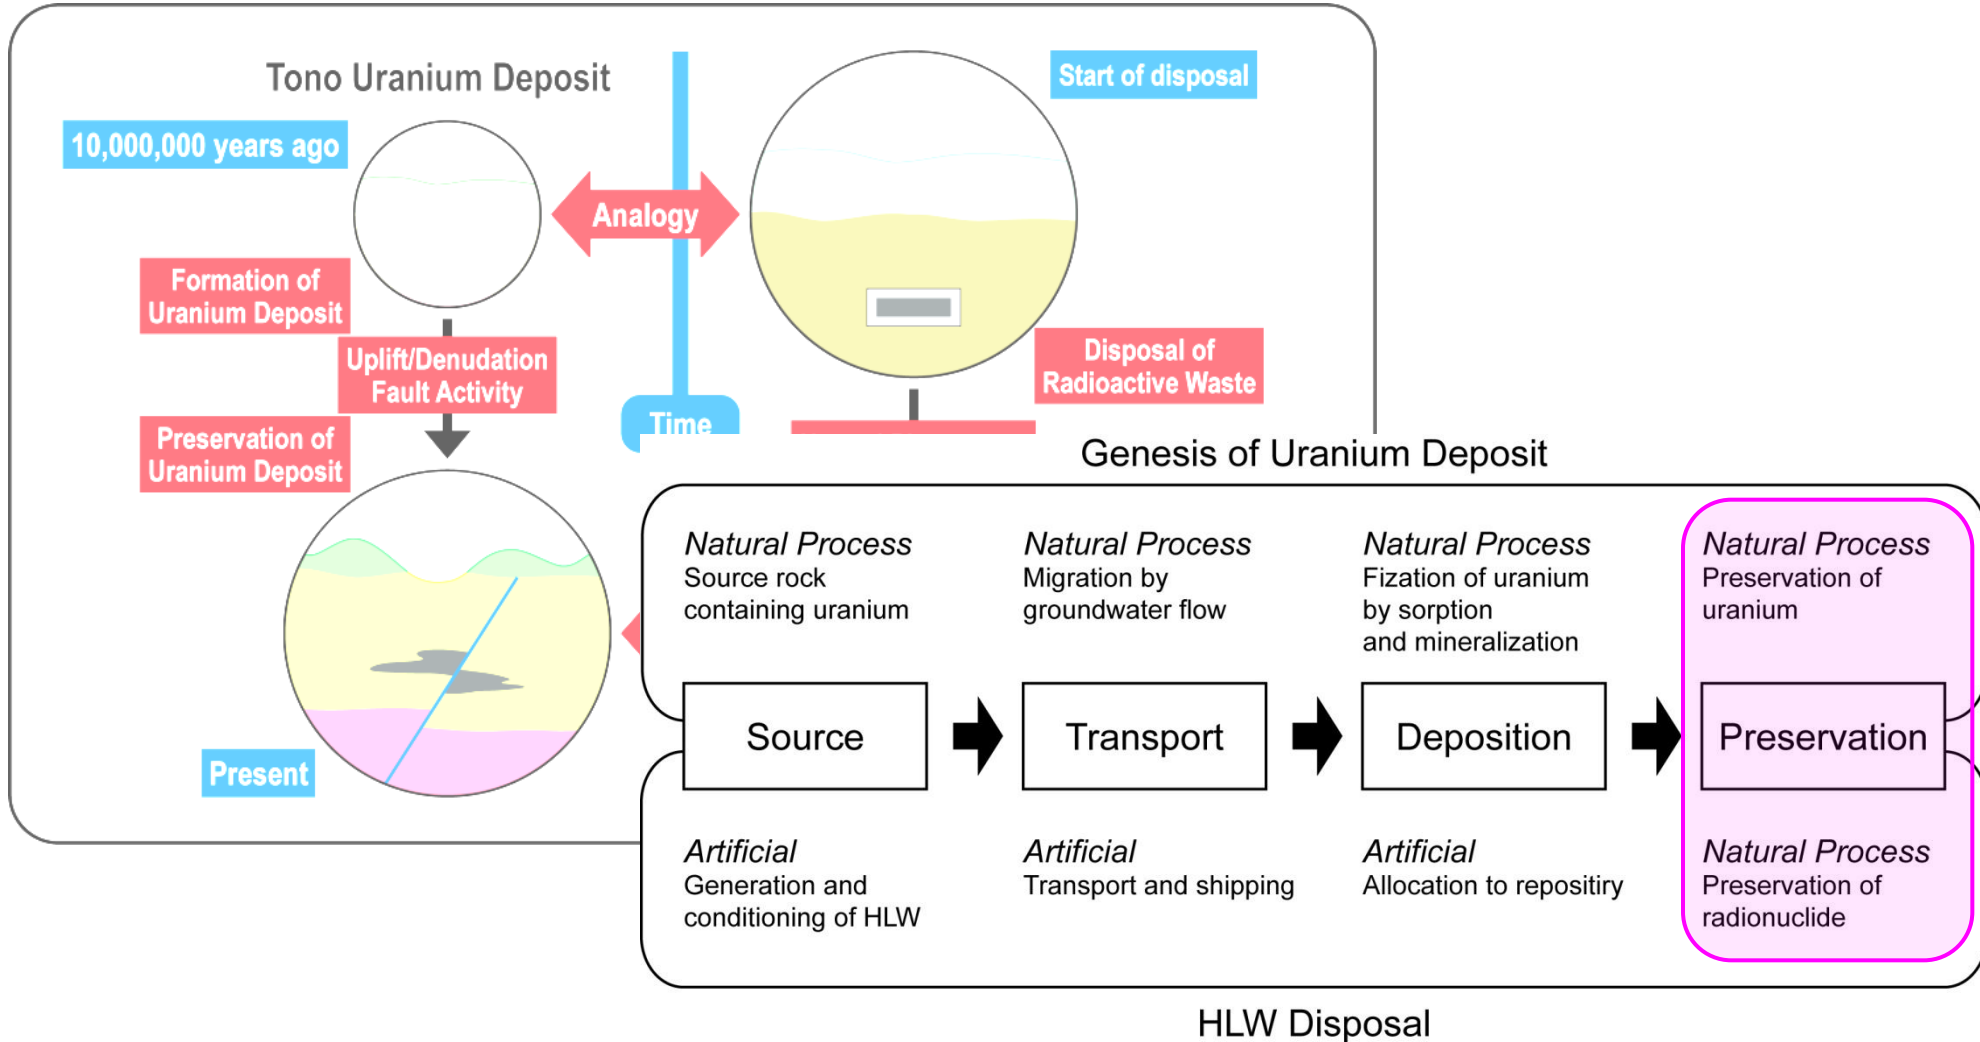 Tono Uranium Deposit
Start of disposal
10,000,000 years ago
Analogy
Formation of
Uranium Deposit
Uplift/Denudation
Fault Activity
Disposal of
Radioactive Waste
Time
Preservation of
Uranium Deposit
Present
Genesis of Uranium Deposit
Natural Process
Source rock
containing uranium
Natural Process
Migration by
groundwater flow
Natural Process
Fization of uranium
by sorption
and mineralization
Natural Process
Preservation of
uranium
Source
Transport
Deposition
Preservation
Artificial
Generation and
conditioning of HLW
Artificial
Transport and shipping
Artificial
Allocation to repositiry
Natural Process
Preservation of
radionuclide
HLW Disposal